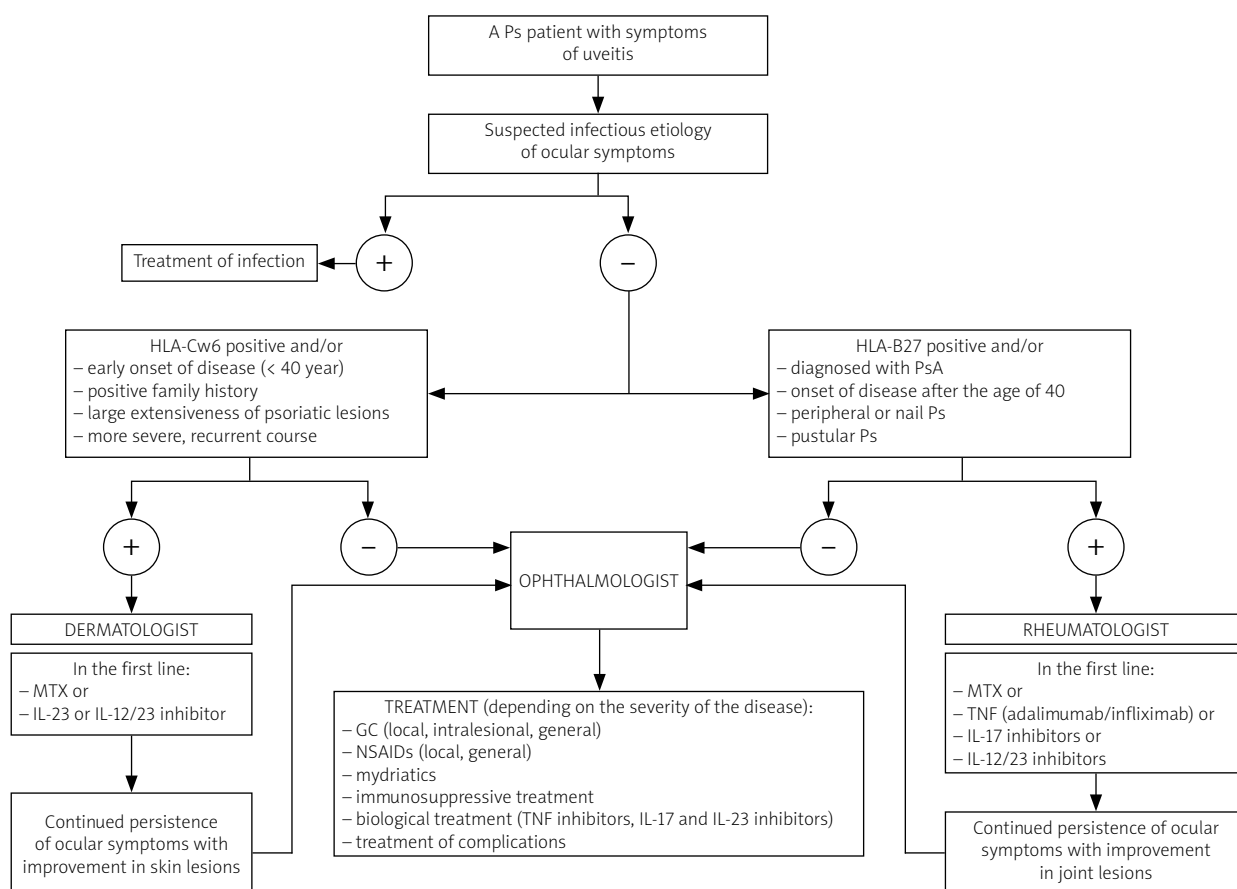 A Ps patient with symptoms
of uveitis
Suspected infectious etiology
of ocular symptoms
Treatment of infection
+
–
HLA-Cw6 positive and/or
– early onset of disease (< 40 year)
– positive family history
– large extensiveness of psoriatic lesions
– more severe, recurrent course
HLA-B27 positive and/or
– diagnosed with PsA
– onset of disease after the age of 40
– peripheral or nail Ps
– pustular Ps
+
–
–
+
OPHTHALMOLOGIST
DERMATOLOGIST
In the first line:
– MTX or
– IL-23 or IL-12/23 inhibitor
RHEUMATOLOGIST
In the first line:
– MTX or
– TNF (adalimumab/infliximab) or
– IL-17 inhibitors or
– IL-12/23 inhibitors
TREATMENT (depending on the severity of the disease):
– GC (local, intralesional, general)
– NSAIDs (local, general)
– mydriatics
– immunosuppressive treatment
– biological treatment (TNF inhibitors, IL-17 and IL-23 inhibitors)
– treatment of complications
Continued persistence
of ocular symptoms with
improvement in skin lesions
Continued persistence of ocular
symptoms with improvement
in joint lesions